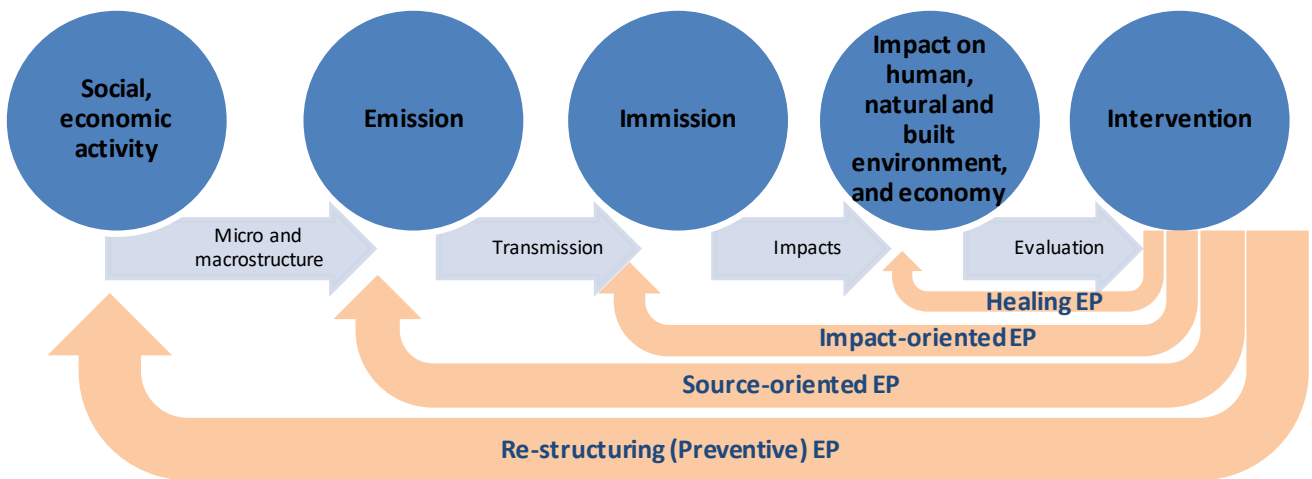 Social,
economic
activity
Emission
Immission
Impact on
human,
natural and
built
environment,
and economy
Intervention
Micro and
macrostructure
Transmission
Impacts
Evaluation
Healing EP
Impact-oriented EP
Source-oriented EP
Re-structuring (Preventive) EP